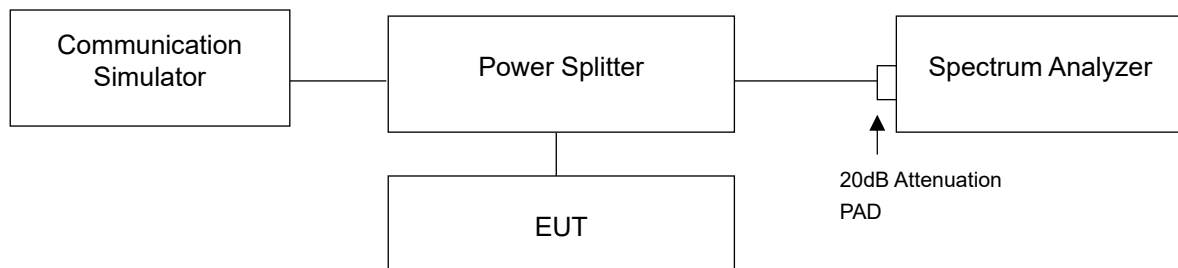 Communication
Simulator
Power Splitter
Spectrum Analyzer
20dB Attenuation
PAD
EUT